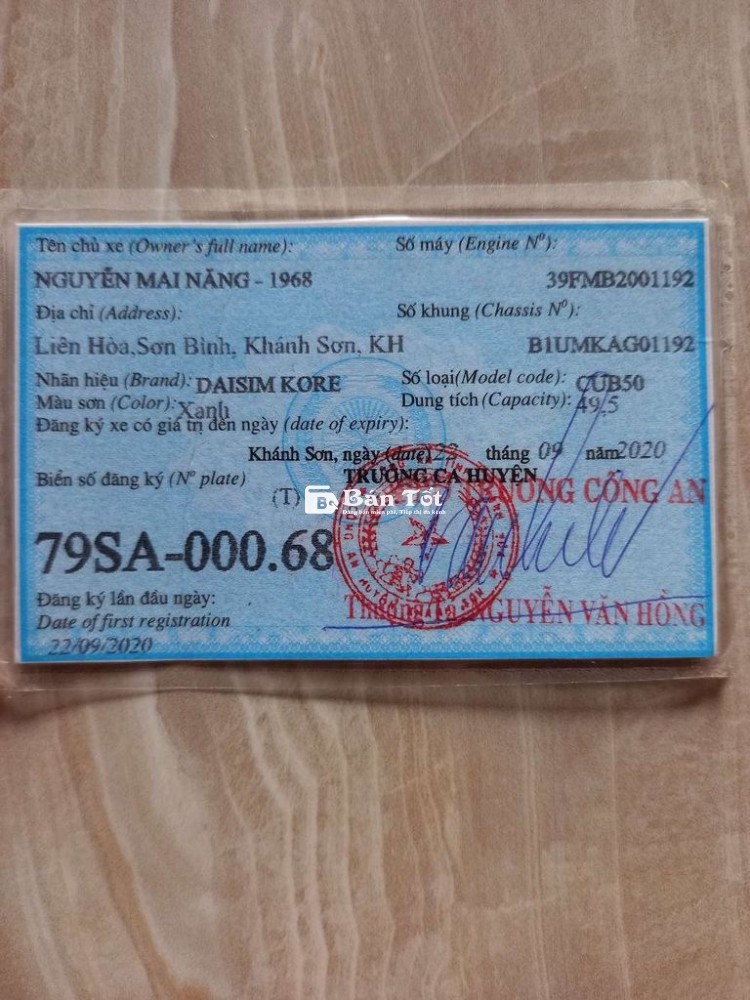 Tên chủ xe (Owner's full name):
NGUYỄN MAI NĂNG - 1968
Địa chỉ (Address):
Liên Hòa,Sơn Bình, Khánh Sơn, KH
Số máy (Engine Nº):
39FMB2001192
Số khung (Chassis Nº):
B1UMKAG01192
Nhãn hiệu (Brand): DAISIM KORE
Số loại(Model code): CUB50
Màu sơn (Color): Xanh
Dung tích (Capacity): 49,5
Đăng ký xe có giá trị đến ngày (date of expiry):
Khánh Sơn, ngày (date) 22 tháng 09 năm 2020
Biển số đăng ký (Nº plate)
(T)
TRƯỞNG CA HUYỆN
TRƯỞNG CÔNG AN
Bán Tốt
79SA-000.68
Đăng ký lần đầu ngày:
Date of first registration
22/09/2020
NGUYỄN VĂN HỒNG